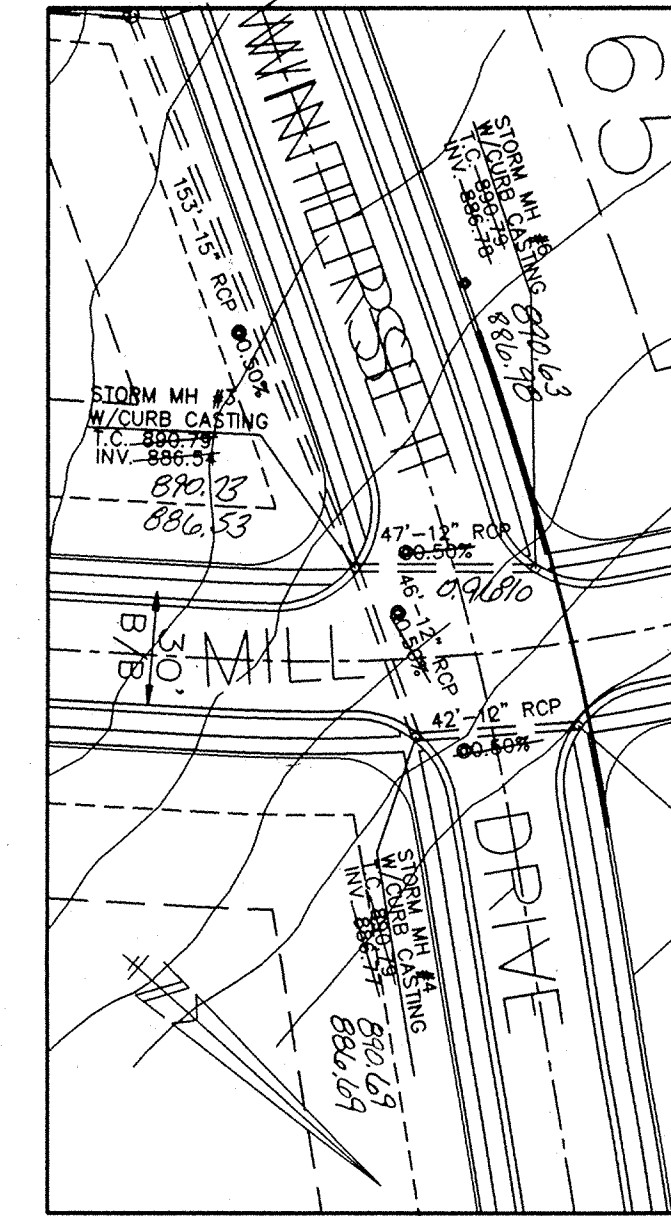 65
STORM MH #6
W/CURB CASTING
T.C. 890.79
INV. 886.78
890.63
886.98
153'-15" RCP
@0.50%
STORM MH #3
W/CURB CASTING
T.C. 890.79
INV. 886.54
890.23
886.53
47'-12" RCP
@0.50%
0.96%
46'-12" RCP
@0.50%
30'
B/B
MILL
42'-12" RCP
@0.50%
DRIVE
STORM MH #4
W/CURB CASTING
T.C. 890.79
INV. 886.77
890.69
886.69